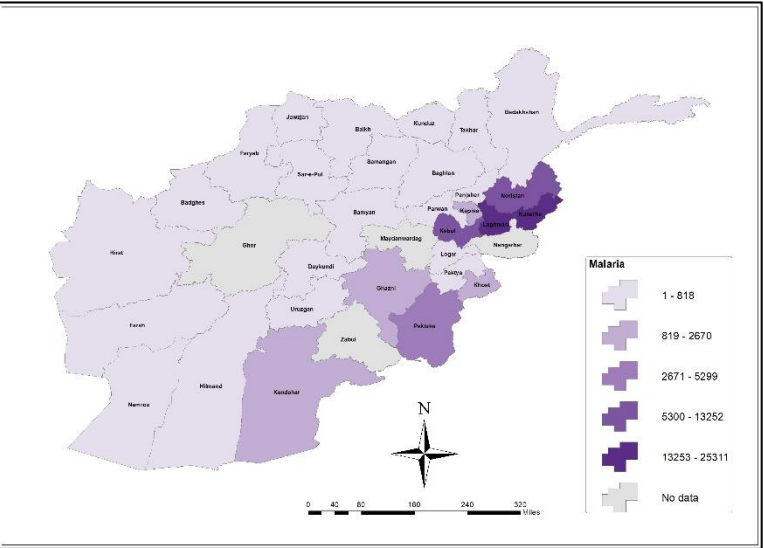 Badakhshan
Jawzjan
Balkh
Kunduz
Takhar
Faryab
Sar-e-Pul
Samangan
Baghlan
Badghes
Panjsher
Noristan
Parwan
Kapisa
Kunarha
Laghman
Kabul
Bamyan
Hirat
Ghor
Maydanwardag
Nangarhar
Logar
Paktya
Daykundi
Ghazni
Khost
Uruzgan
Paktika
Farah
Zabul
Hilmand
Kandahar
Nemroz
N
0 40 80 160 240 320
Miles
Malaria
1 - 818
819 - 2670
2671 - 5299
5300 - 13252
13253 - 25311
No data